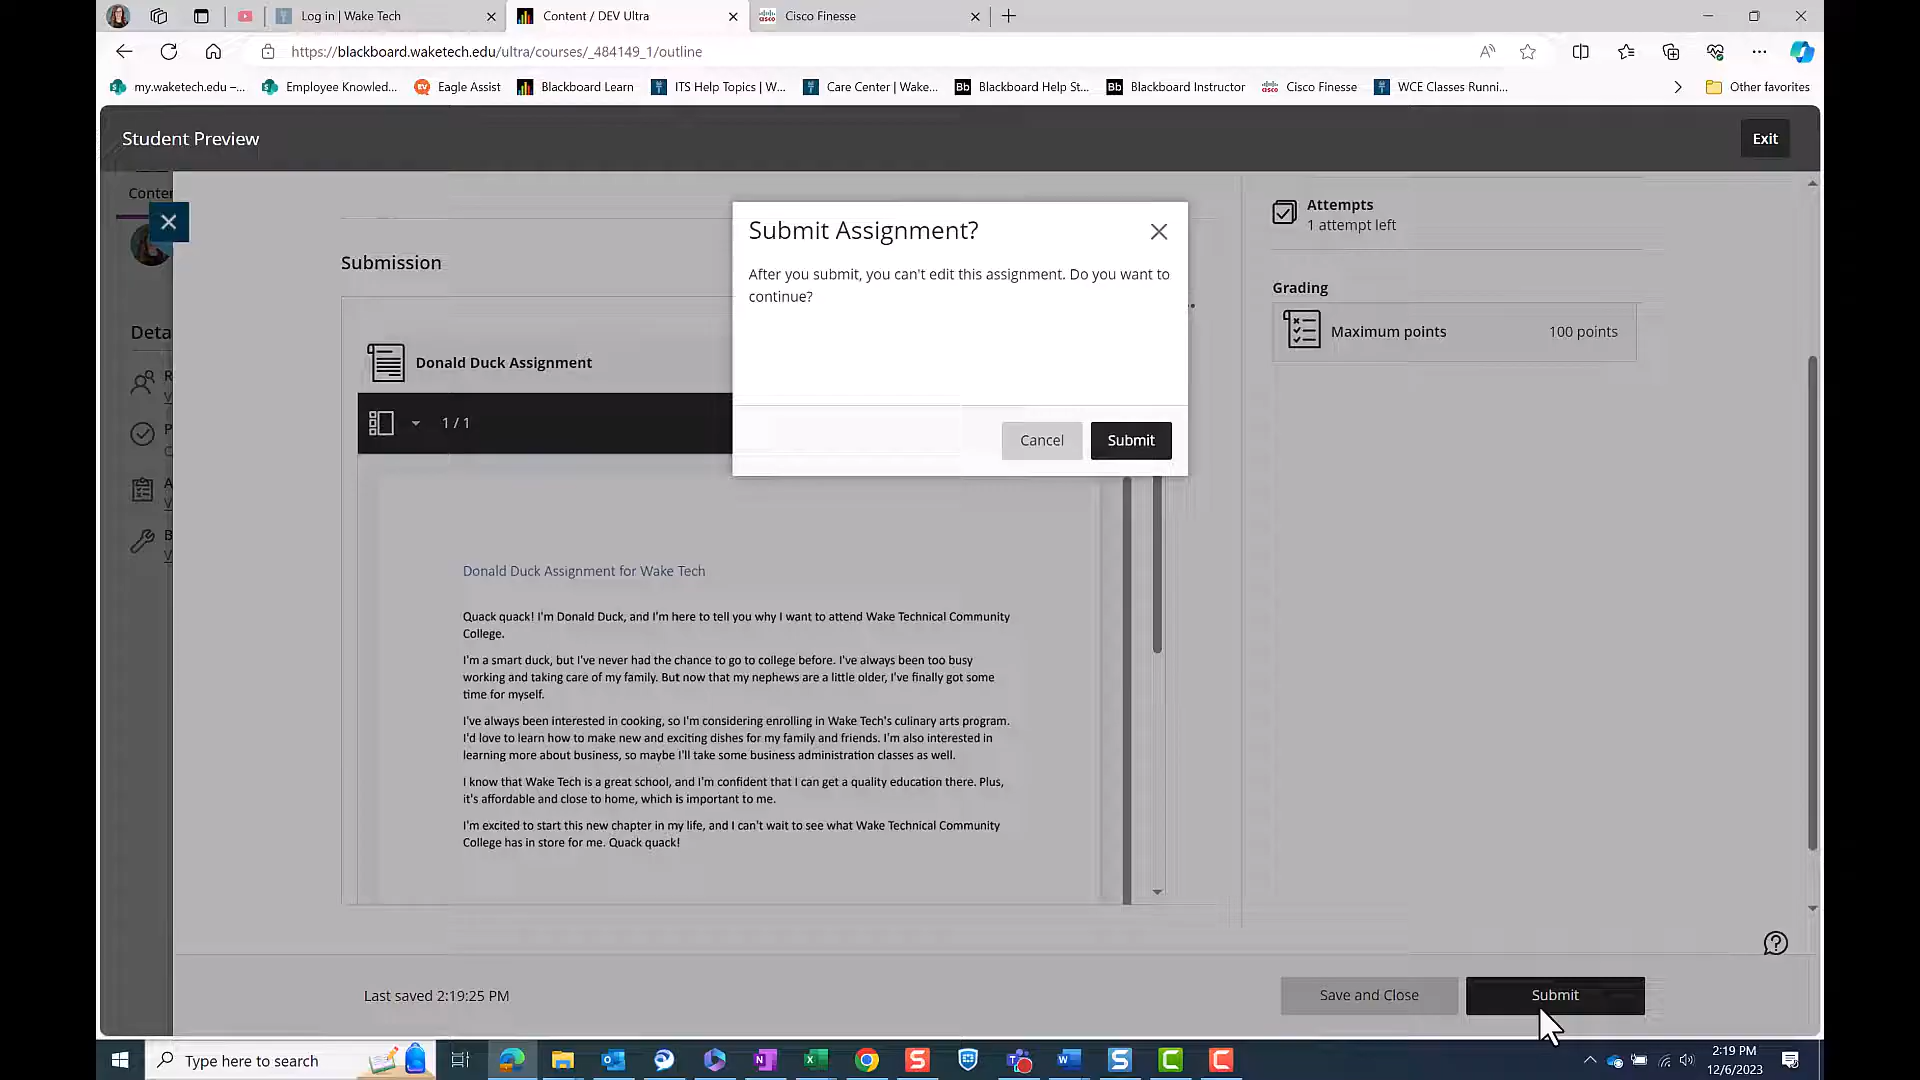 Log in | Wake Tech
Content / DEV Ultra
Cisco Finesse
https://blackboard.waketech.edu/ultra/courses/_484149_1/outline
my.waketech.edu –...
Employee Knowled...
Eagle Assist
Blackboard Learn
ITS Help Topics | W...
Care Center | Wake...
Bb Blackboard Help St...
Bb Blackboard Instructor
Cisco Finesse
WCE Classes Runni...
Other favorites
Student Preview
Exit
Conte
Submit Assignment?
After you submit, you can't edit this assignment. Do you want to
continue?
Cancel
Submit
Attempts
1 attempt left
Grading
Maximum points
100 points
Submission
Deta
Donald Duck Assignment
1 / 1
Donald Duck Assignment for Wake Tech
Quack quack! I'm Donald Duck, and I'm here to tell you why I want to attend Wake Technical Community
College.
I'm a smart duck, but I've never had the chance to go to college before. I've always been too busy
working and taking care of my family. But now that my nephews are a little older, I've finally got some
time for myself.
I've always been interested in cooking, so I'm considering enrolling in Wake Tech's culinary arts program.
I'd love to learn how to make new and exciting dishes for my family and friends. I'm also interested in
learning more about business, so maybe I'll take some business administration classes as well.
I know that Wake Tech is a great school, and I'm confident that I can get a quality education there. Plus,
it's affordable and close to home, which is important to me.
I'm excited to start this new chapter in my life, and I can't wait to see what Wake Technical Community
College has in store for me. Quack quack!
Last saved 2:19:25 PM
Save and Close
Submit
Type here to search
2:19 PM
12/6/2023